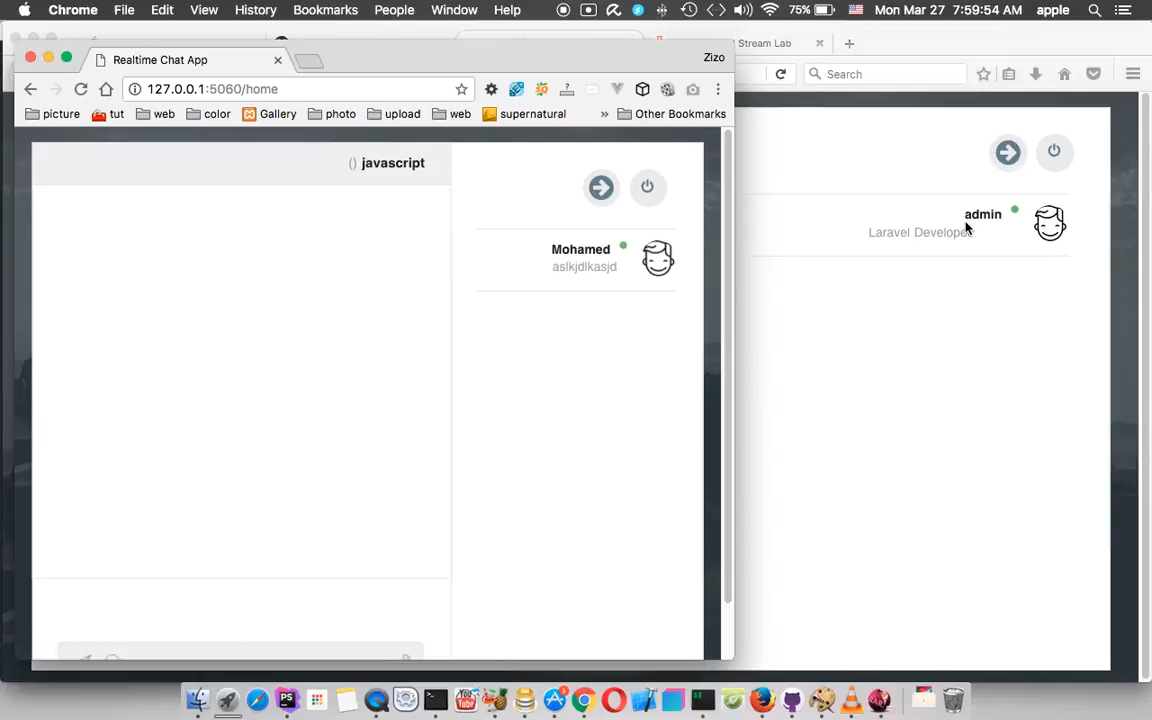 Chrome File Edit View History Bookmarks People Window Help 75% Mon Mar 27 7:59:54 AM apple
Realtime Chat App Zizo
Stream Lab
127.0.0.1:5060/home
Search
picture tut web color Gallery photo upload web supernatural » Other Bookmarks
() javascript
Mohamed
aslkjdlkasjd
admin
Laravel Developer